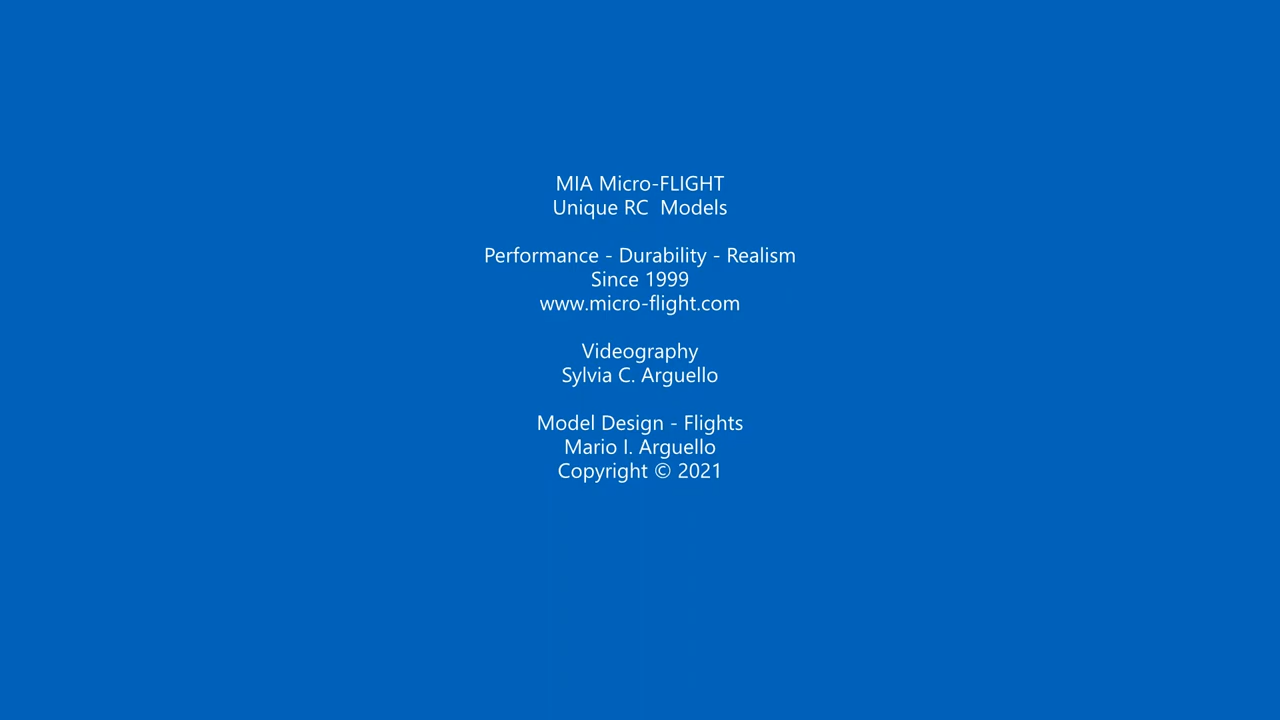 MIA Micro-FLIGHT
Unique RC  Models
Performance - Durability - Realism
Since 1999
www.micro-flight.com
Videography
Sylvia C. Arguello
Model Design - Flights
Mario I. Arguello
Copyright © 2021